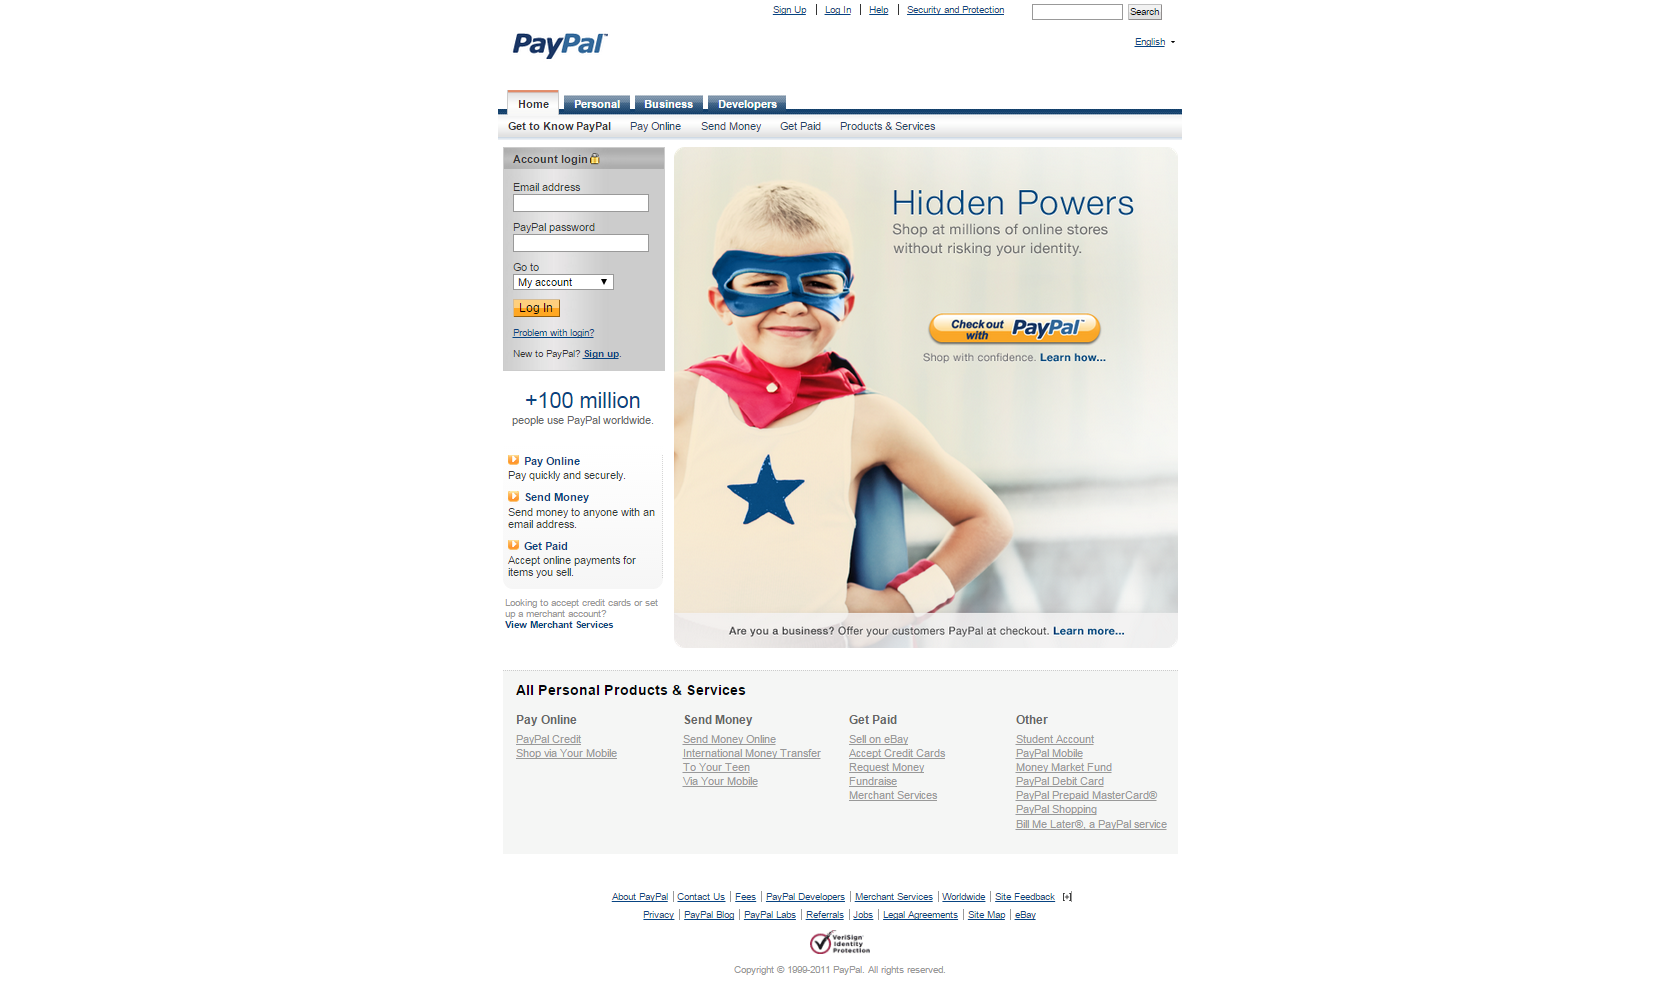 Sign Up | Log In | Help | Security and Protection Search
PayPal™
English
Home Personal Business Developers
Get to Know PayPal Pay Online Send Money Get Paid Products & Services
Account login
Email address
PayPal password
Go to
My account
Log In
Problem with login?
New to PayPal? Sign up.
+100 million
people use PayPal worldwide.
Pay Online
Pay quickly and securely.
Send Money
Send money to anyone with an
email address.
Get Paid
Accept online payments for
items you sell.
Looking to accept credit cards or set
up a merchant account?
View Merchant Services
Hidden Powers
Shop at millions of online stores
without risking your identity.
Check out
with PayPal™
Shop with confidence. Learn how...
Are you a business? Offer your customers PayPal at checkout. Learn more...
All Personal Products & Services
Pay Online
PayPal Credit
Shop via Your Mobile
Send Money
Send Money Online
International Money Transfer
To Your Teen
Via Your Mobile
Get Paid
Sell on eBay
Accept Credit Cards
Request Money
Fundraise
Merchant Services
Other
Student Account
PayPal Mobile
Money Market Fund
PayPal Debit Card
PayPal Prepaid MasterCard®
PayPal Shopping
Bill Me Later®, a PayPal service
About PayPal | Contact Us | Fees | PayPal Developers | Merchant Services | Worldwide | Site Feedback [+]
Privacy | PayPal Blog | PayPal Labs | Referrals | Jobs | Legal Agreements | Site Map | eBay
VeriSign
Identity
Protection
Copyright © 1999-2011 PayPal. All rights reserved.